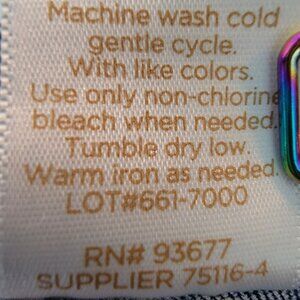 Machine wash cold
gentle cycle.
With like colors.
Use only non-chlorine
bleach when needed.
Tumble dry low.
Warm iron as needed.
LOT#661-7000
RN# 93677
SUPPLIER 75116-4